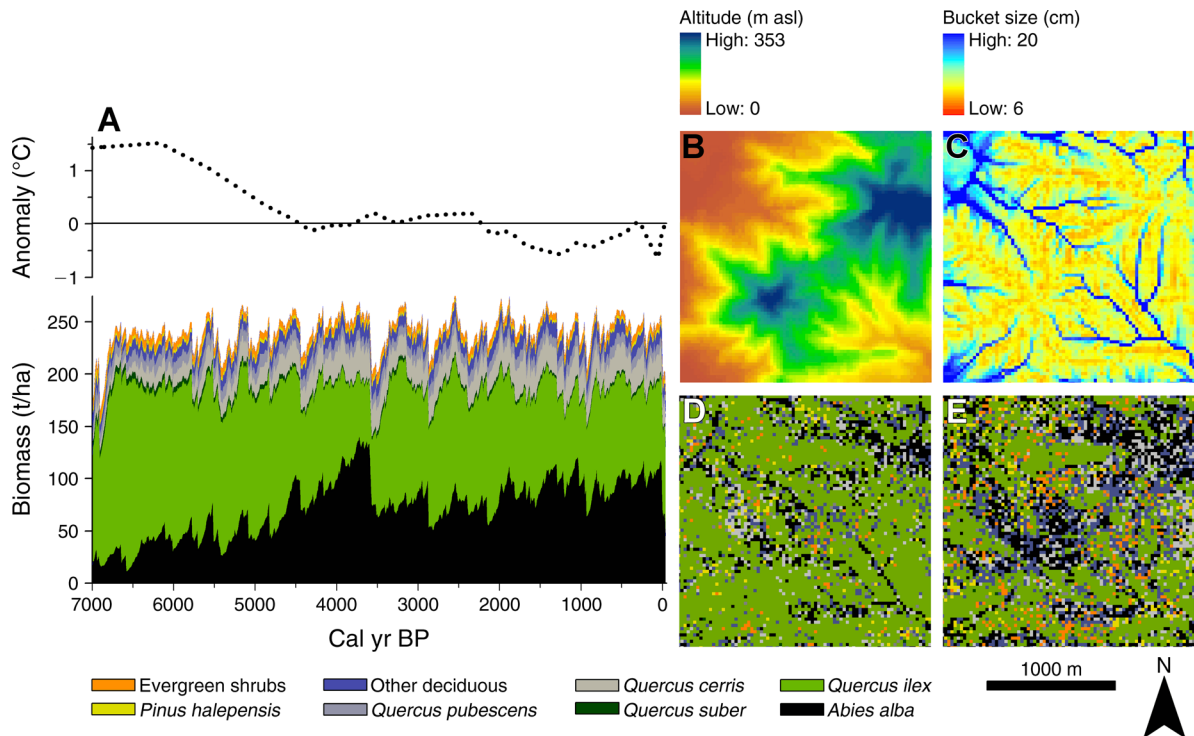 Altitude (m asl)
High: 353
Low: 0
Bucket size (cm)
High: 20
Low: 6
A
Anomaly (°C)
1
0
−1
Biomass (t/ha)
250
200
150
100
50
0
7000 6000 5000 4000 3000 2000 1000 0
Cal yr BP
B
C
D
E
Evergreen shrubs
Other deciduous
Quercus cerris
Quercus ilex
Pinus halepensis
Quercus pubescens
Quercus suber
Abies alba
1000 m
N